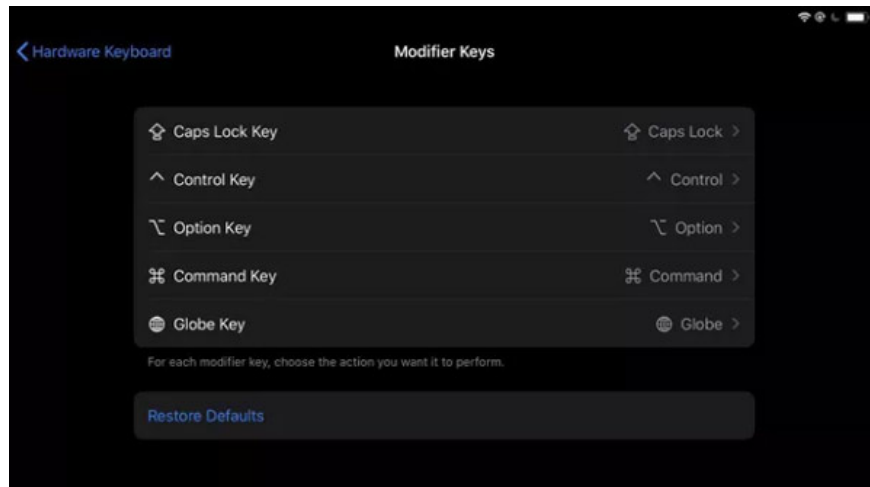 Hardware Keyboard
Modifier Keys
Caps Lock Key Caps Lock
Control Key Control
Option Key Option
Command Key Command
Globe Key Globe
For each modifier key, choose the action you want it to perform.
Restore Defaults